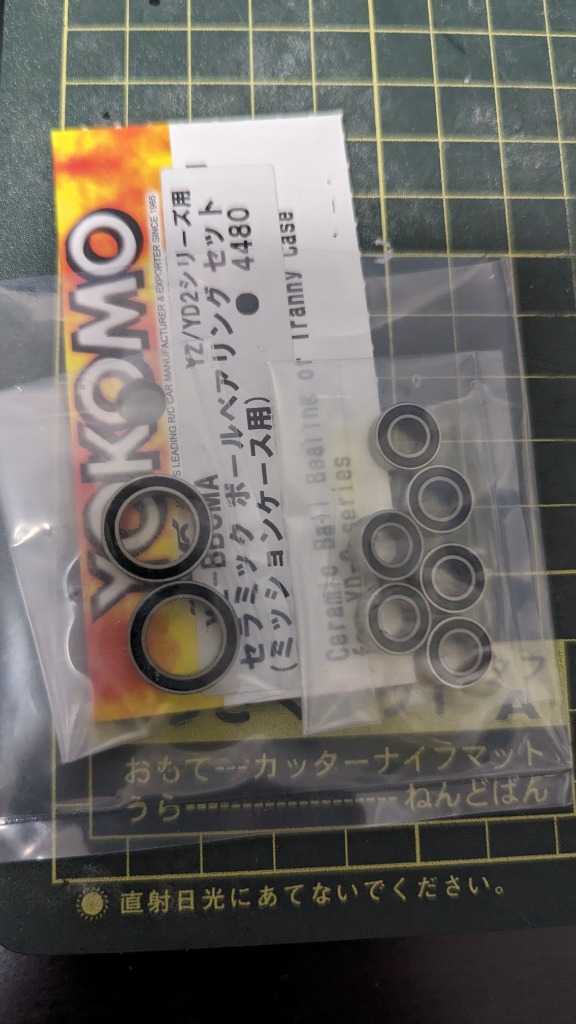 YOKOMO
'S LEADING R/C CAR MANUFACTURER & EXPORTER SINCE 1965
YZ/YD2シリーズ用
セラミック ボールベアリング セット
4480
(ミッションケース用)
Ceramic Ball Bearing of Tranny Case
series
A
おもて---カッターナイフマット
うら------------------ねんどばん
直射日光にあてないでください。